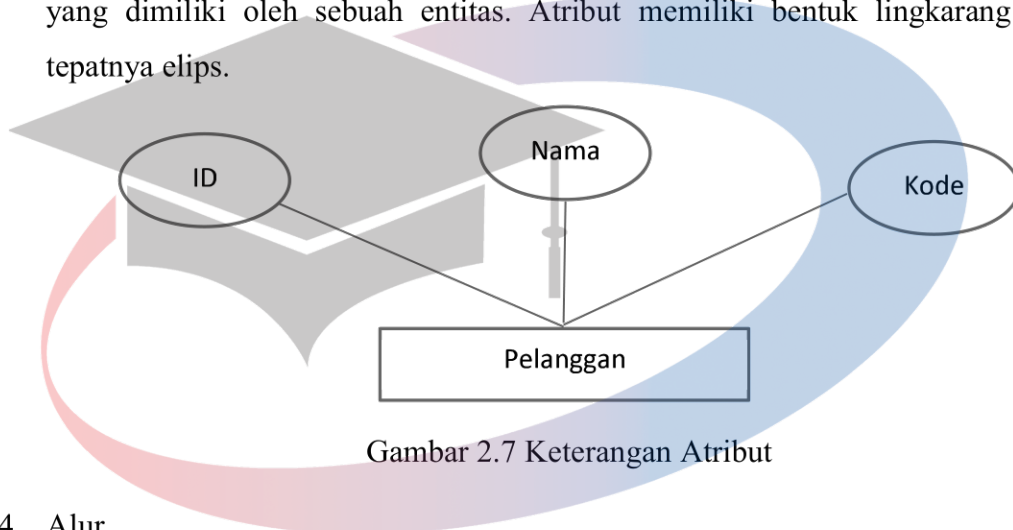 yang dimiliki oleh sebuah entitas. Atribut memiliki bentuk lingkarang
tepatnya elips.
Nama
ID
Kode
Pelanggan
Gambar 2.7 Keterangan Atribut
4 Alur